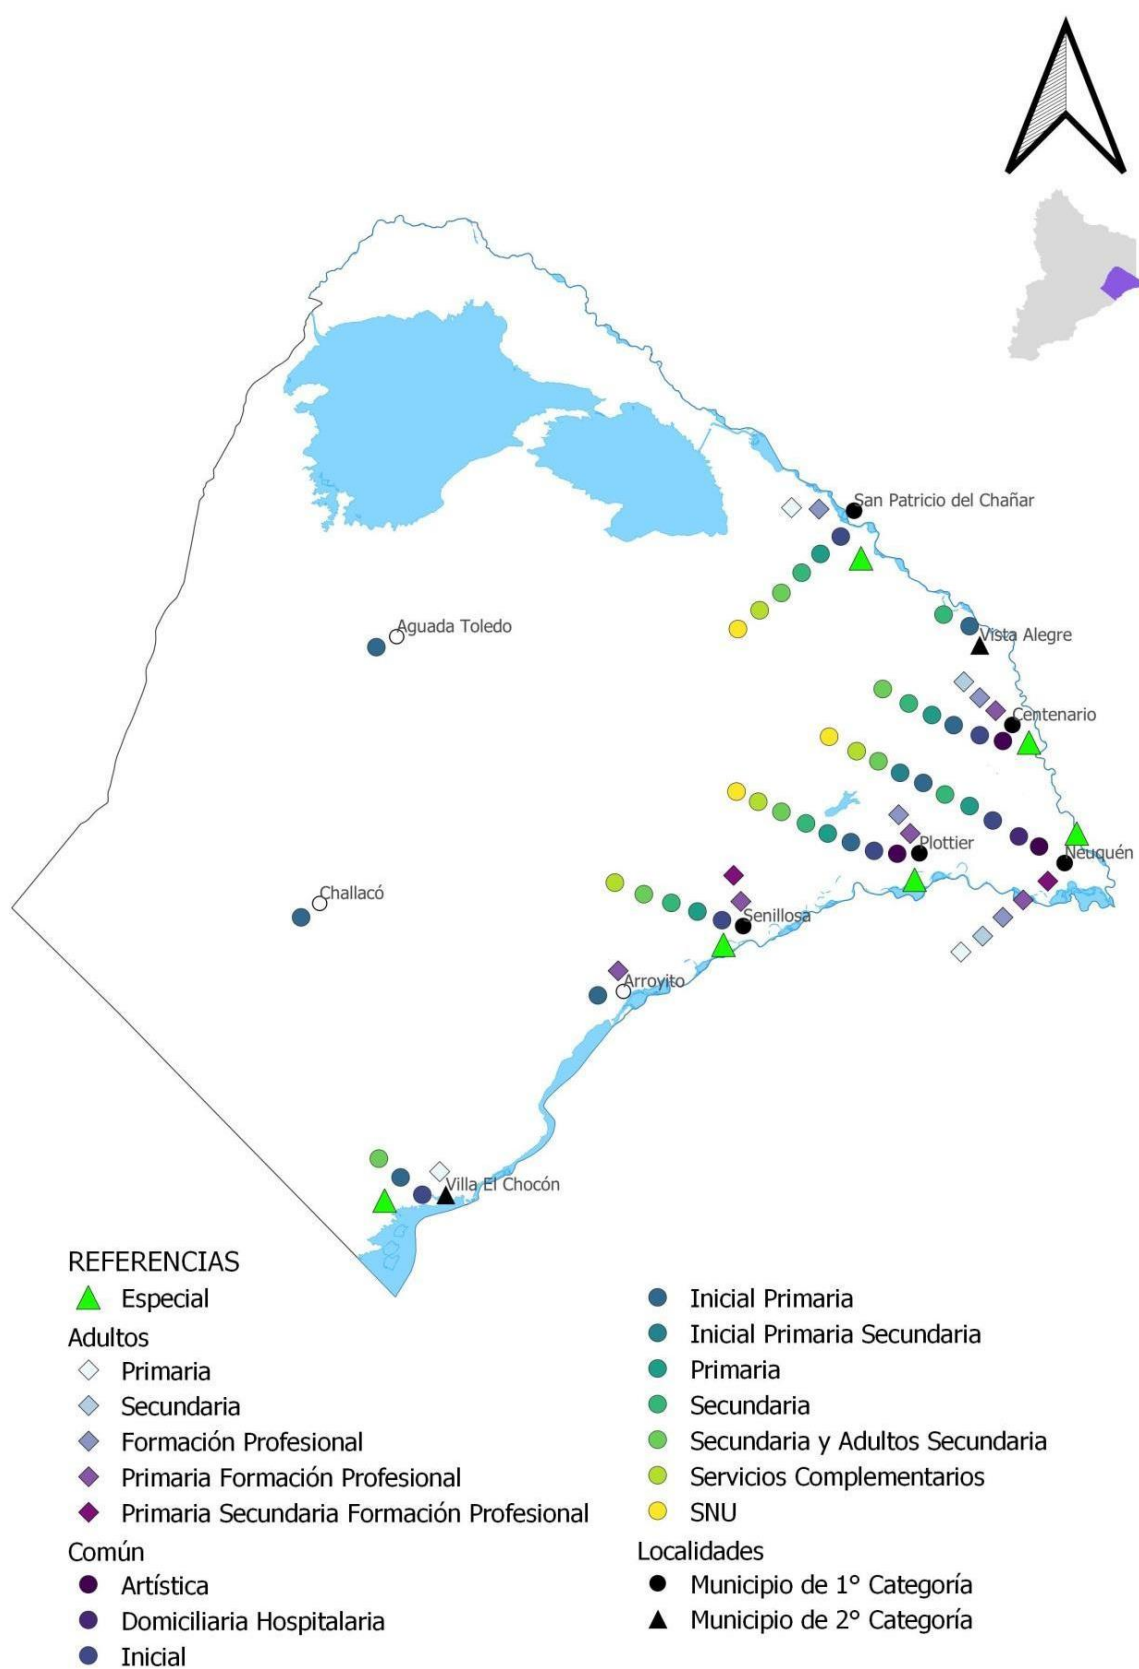 San Patricio del Chañar
Aguada Toledo
Vista Alegre
Centenario
Plottier
Neuquén
Challacó
Senillosa
Arroyito
Villa El Chocón
REFERENCIAS
Especial
Adultos
Primaria
Secundaria
Formación Profesional
Primaria Formación Profesional
Primaria Secundaria Formación Profesional
Común
Artística
Domiciliaria Hospitalaria
Inicial
Inicial Primaria
Inicial Primaria Secundaria
Primaria
Secundaria
Secundaria y Adultos Secundaria
Servicios Complementarios
SNU
Localidades
Municipio de 1° Categoría
Municipio de 2° Categoría